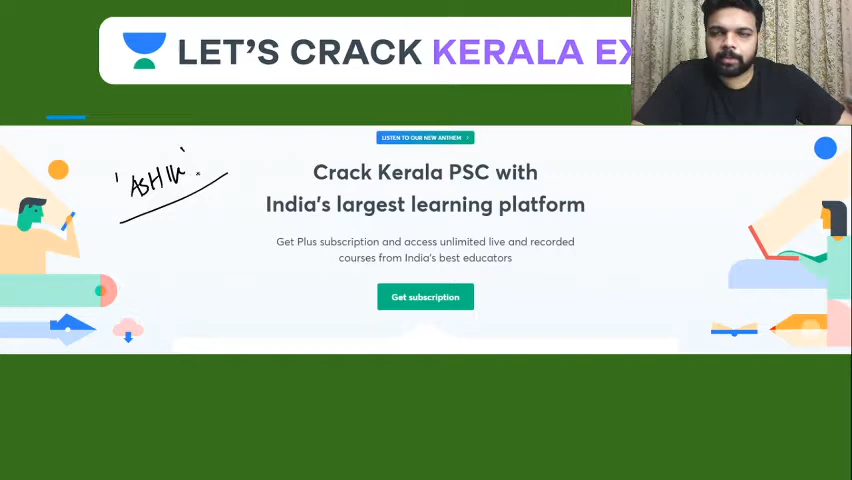 LET'S CRACK KERALA EX
LISTEN TO OUR NEW ANTHEM
Crack Kerala PSC with
India's largest learning platform
Get Plus subscription and access unlimited live and recorded
courses from India's best educators
Get subscription